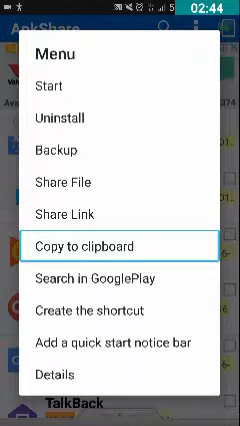 5
02:44
ApkShare
Menu
Start
Uninstall
Backup
Share File
Share Link
Copy to clipboard
Search in GooglePlay
Create the shortcut
Add a quick start notice bar
Details
TalkBack